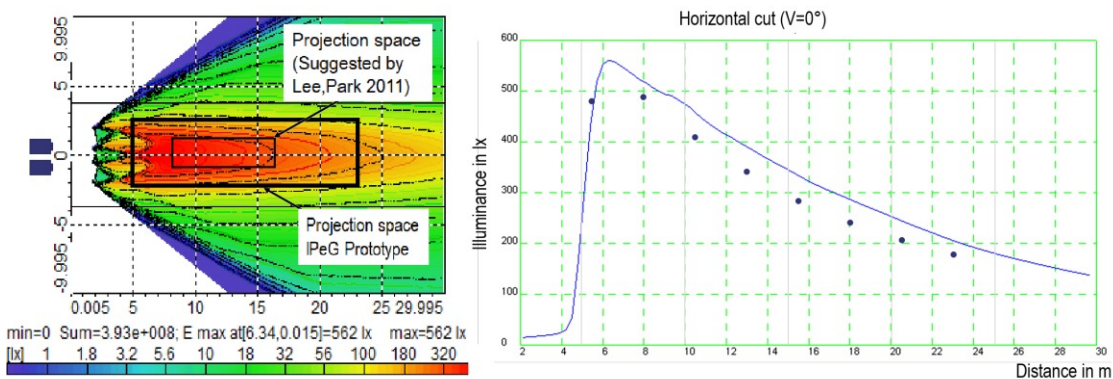 Projection space
(Suggested by
Lee,Park 2011)
Projection space
IPeG Prototype
9.995
5
0
-5
-9.995
0.005 5 10 15 20 25 29.995
min=0 Sum=3.93e+008; E max at[6.34,0.015]=562 lx max=562 lx
[lx] 1 1.8 3.2 5.6 10 18 32 56 100 180 320
Horizontal cut (V=0°)
Illuminance in lx
600
500
400
300
200
100
0
2 4 6 8 10 12 14 16 18 20 22 24 26 28 30
Distance in m